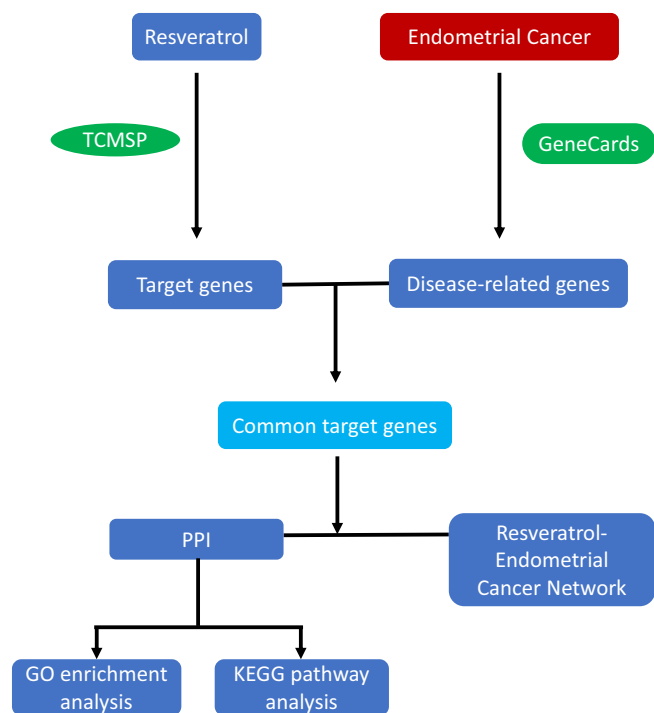 Resveratrol
Endometrial Cancer
TCMSP
GeneCards
Target genes
Disease-related genes
Common target genes
PPI
Resveratrol-
Endometrial
Cancer Network
GO enrichment
analysis
KEGG pathway
analysis